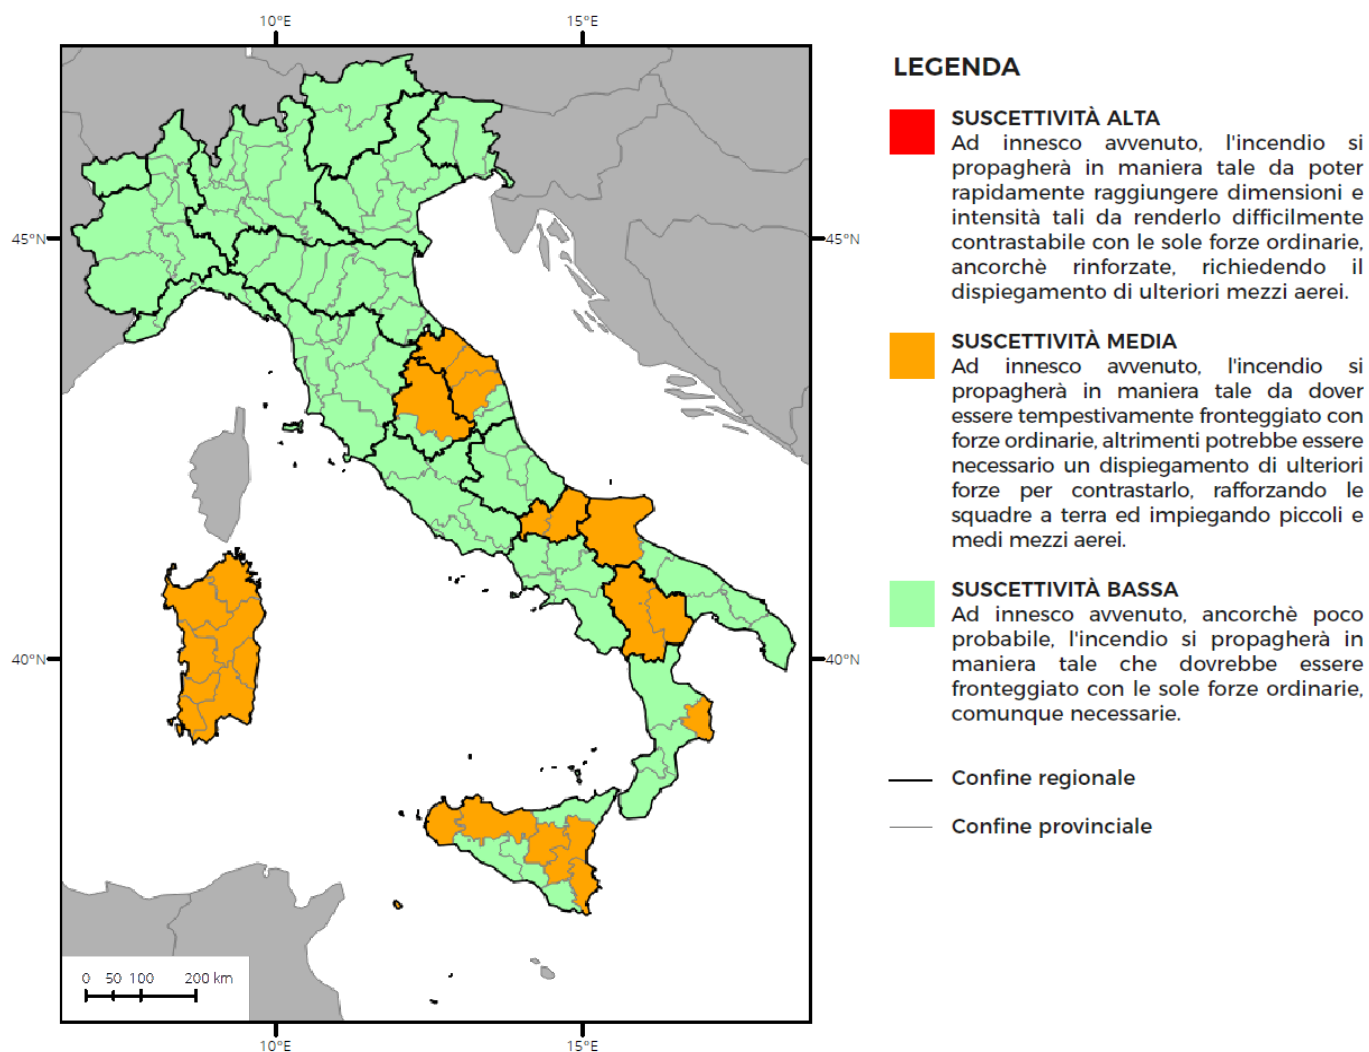 10°E
15°E
45°N
45°N
40°N
40°N
0 50 100 200 km
10°E
15°E
LEGENDA
SUSCETTIVITÀ ALTA
Ad innesco avvenuto, l'incendio si
propagherà in maniera tale da poter
rapidamente raggiungere dimensioni e
intensità tali da renderlo difficilmente
contrastabile con le sole forze ordinarie,
ancorchè rinforzate, richiedendo il
dispiegamento di ulteriori mezzi aerei.
SUSCETTIVITÀ MEDIA
Ad innesco avvenuto, l'incendio si
propagherà in maniera tale da dover
essere tempestivamente fronteggiato con
forze ordinarie, altrimenti potrebbe essere
necessario un dispiegamento di ulteriori
forze per contrastarlo, rafforzando le
squadre a terra ed impiegando piccoli e
medi mezzi aerei.
SUSCETTIVITÀ BASSA
Ad innesco avvenuto, ancorchè poco
probabile, l'incendio si propagherà in
maniera tale che dovrebbe essere
fronteggiato con le sole forze ordinarie,
comunque necessarie.
Confine regionale
Confine provinciale